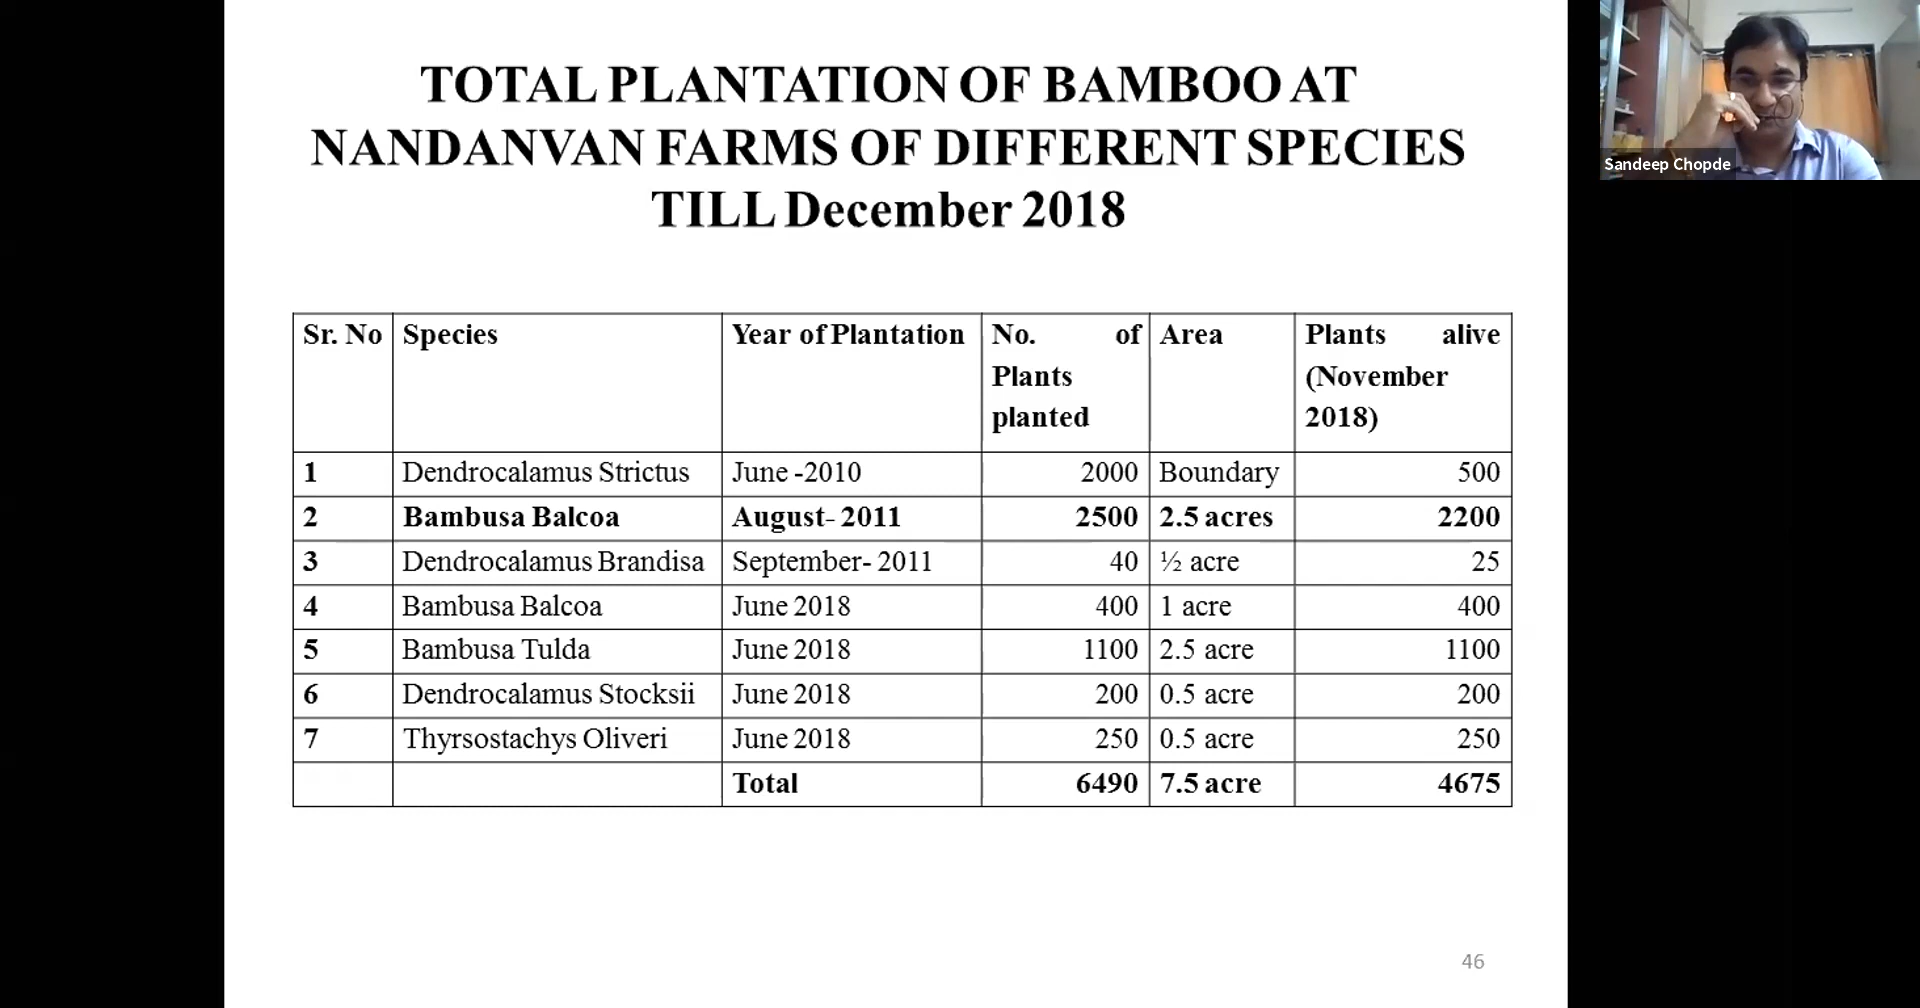 TOTAL PLANTATION OF BAMBOO AT
NANDANVAN FARMS OF DIFFERENT SPECIES
TILL December 2018
Sandeep Chopde
Sr. No Species Year of Plantation No. of Plants planted Area Plants alive (November 2018)
1 Dendrocalamus Strictus June -2010 2000 Boundary 500
2 Bambusa Balcoa August- 2011 2500 2.5 acres 2200
3 Dendrocalamus Brandisa September- 2011 40 ½ acre 25
4 Bambusa Balcoa June 2018 400 1 acre 400
5 Bambusa Tulda June 2018 1100 2.5 acre 1100
6 Dendrocalamus Stocksii June 2018 200 0.5 acre 200
7 Thyrsostachys Oliveri June 2018 250 0.5 acre 250
Total 6490 7.5 acre 4675
46